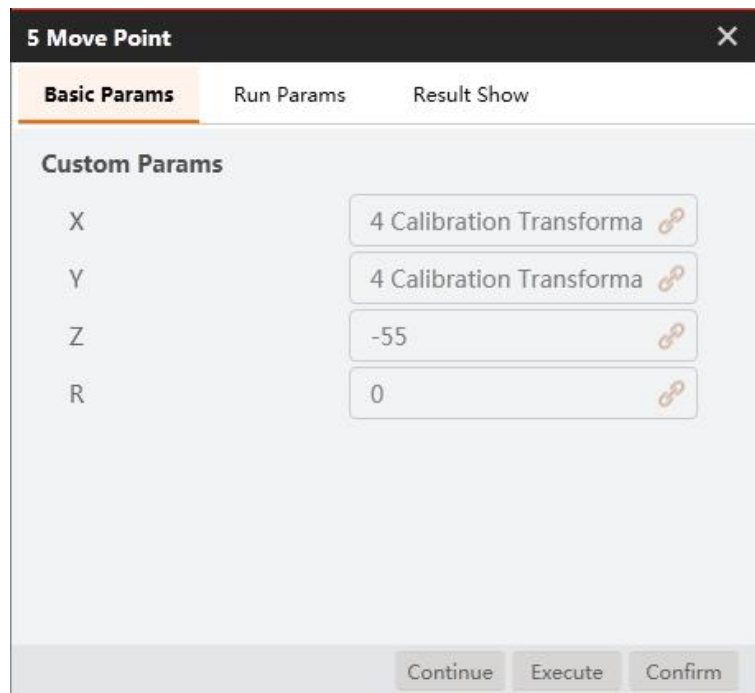 5 Move Point
Basic Params Run Params Result Show
Custom Params
X 4 Calibration Transforma
Y 4 Calibration Transforma
Z -55
R 0
Continue Execute Confirm